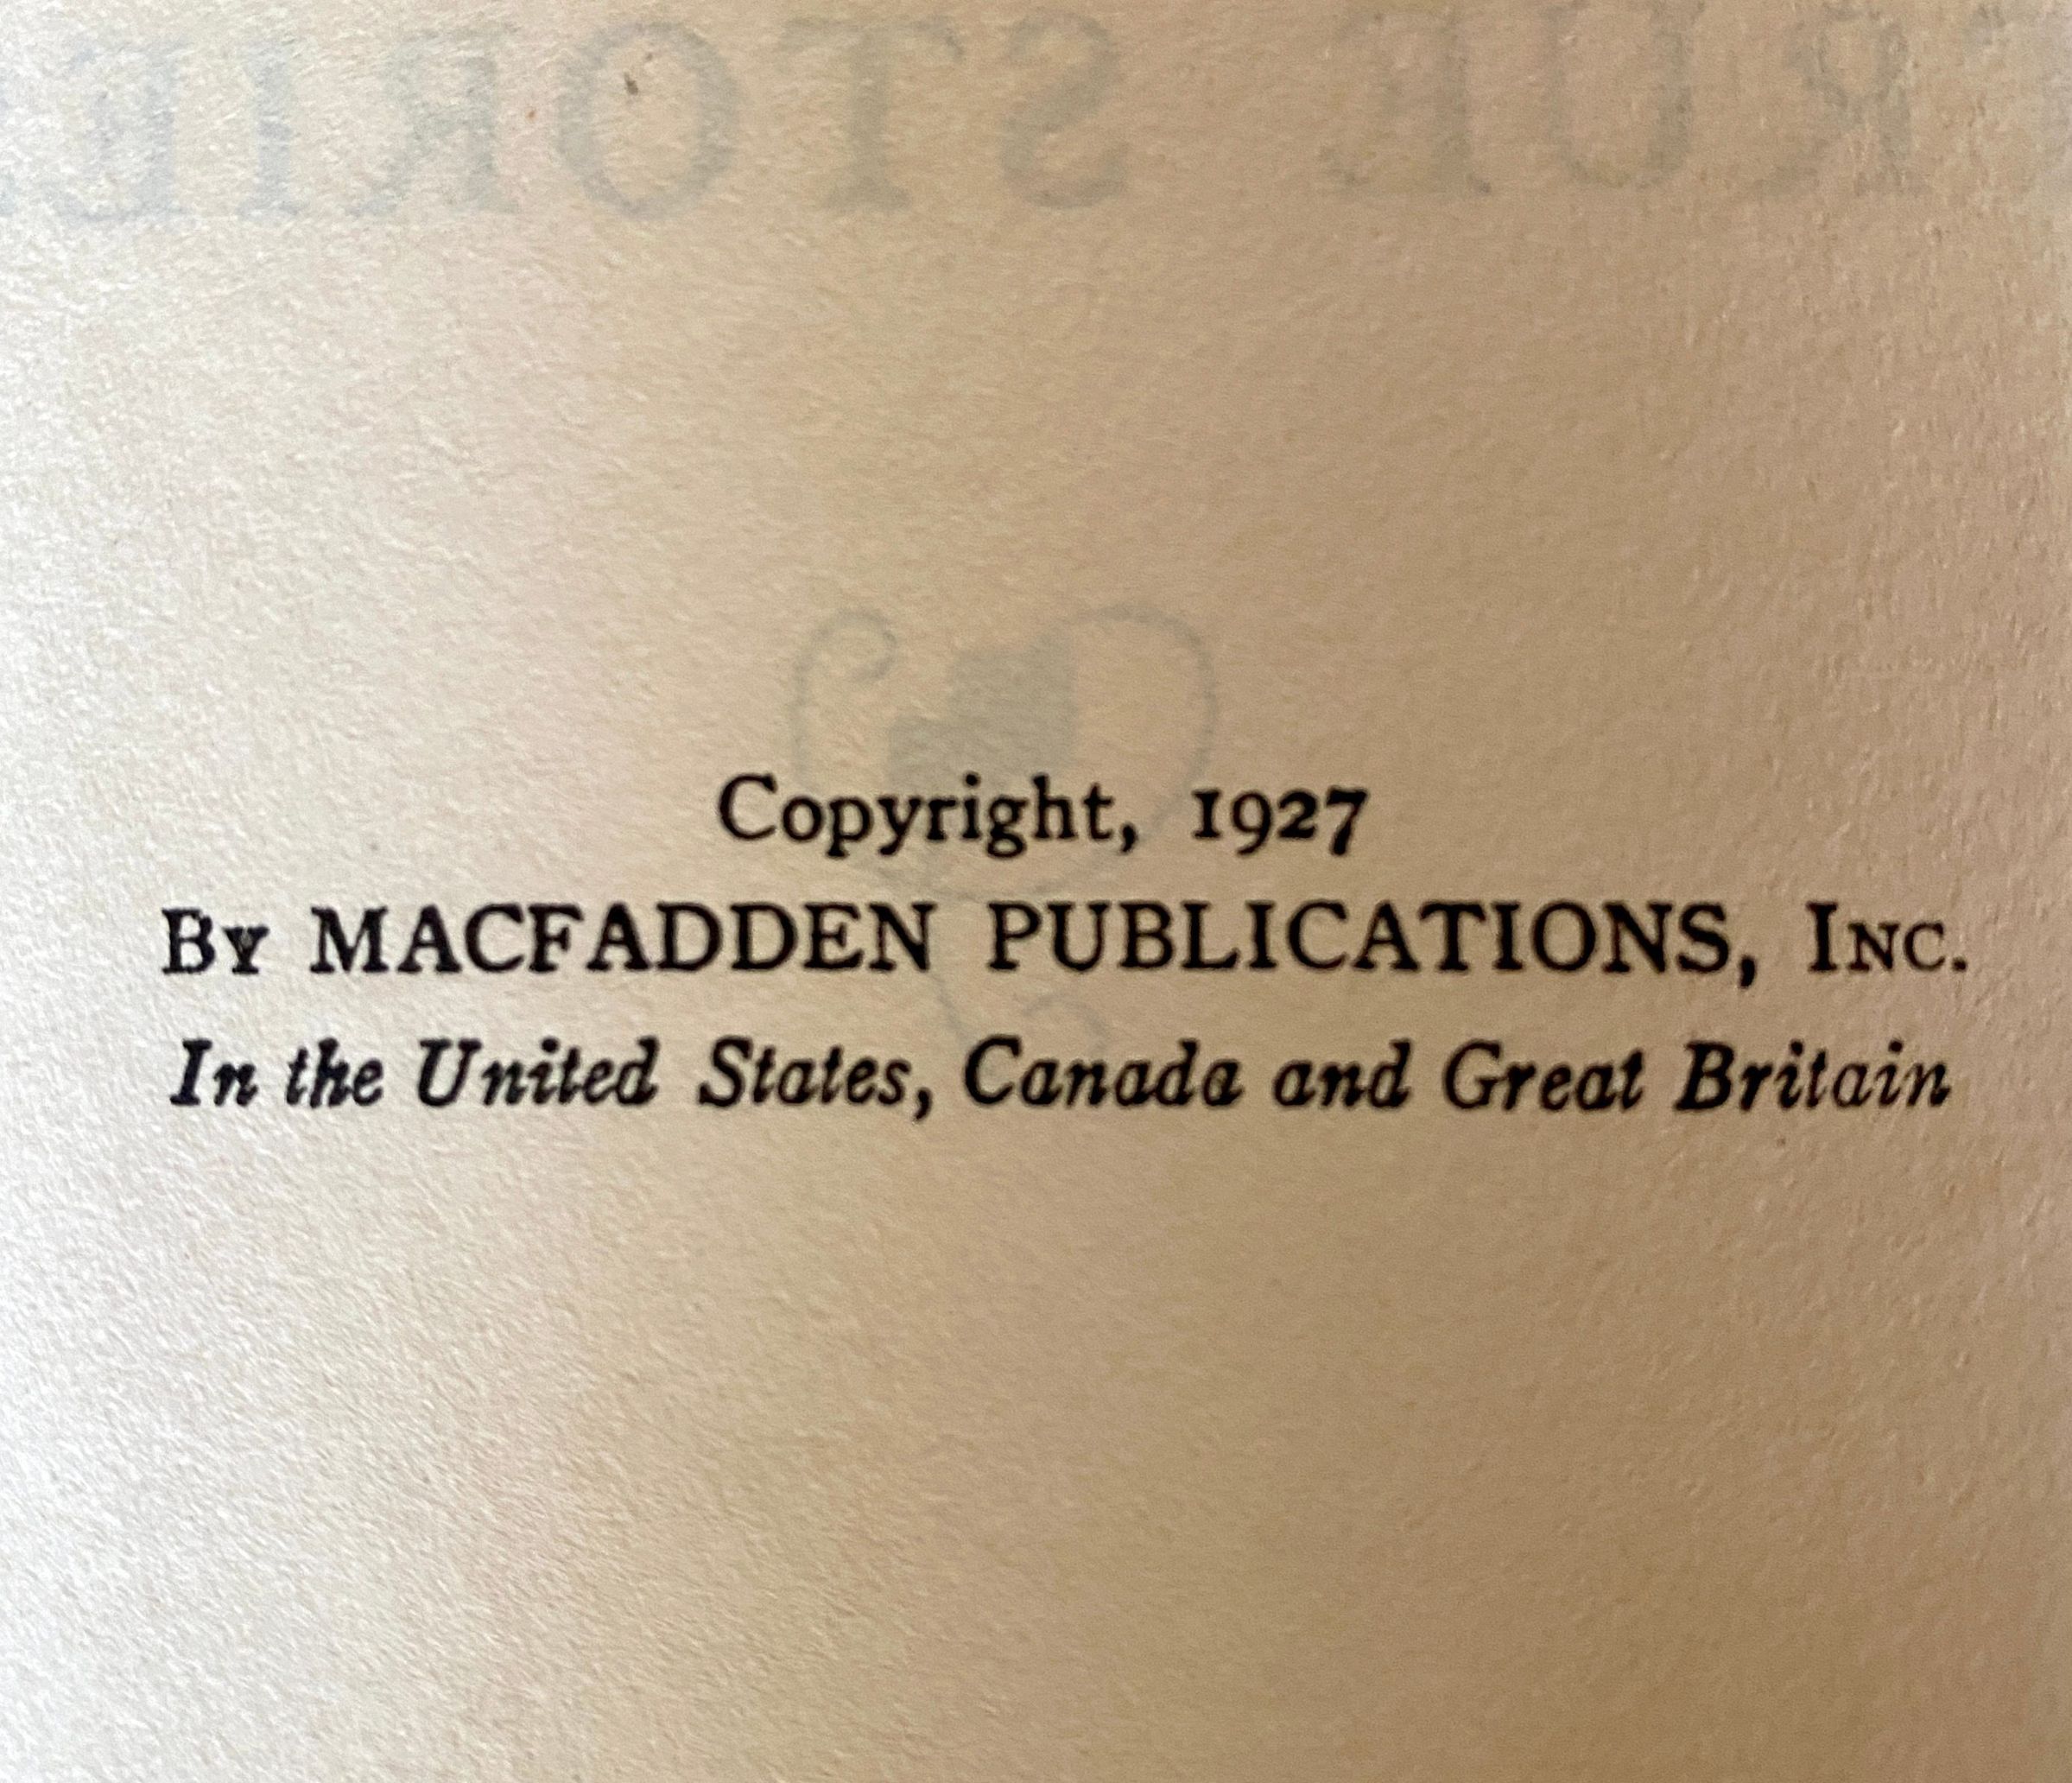 Copyright, 1927
By MACFADDEN PUBLICATIONS, Inc.
In the United States, Canada and Great Britain